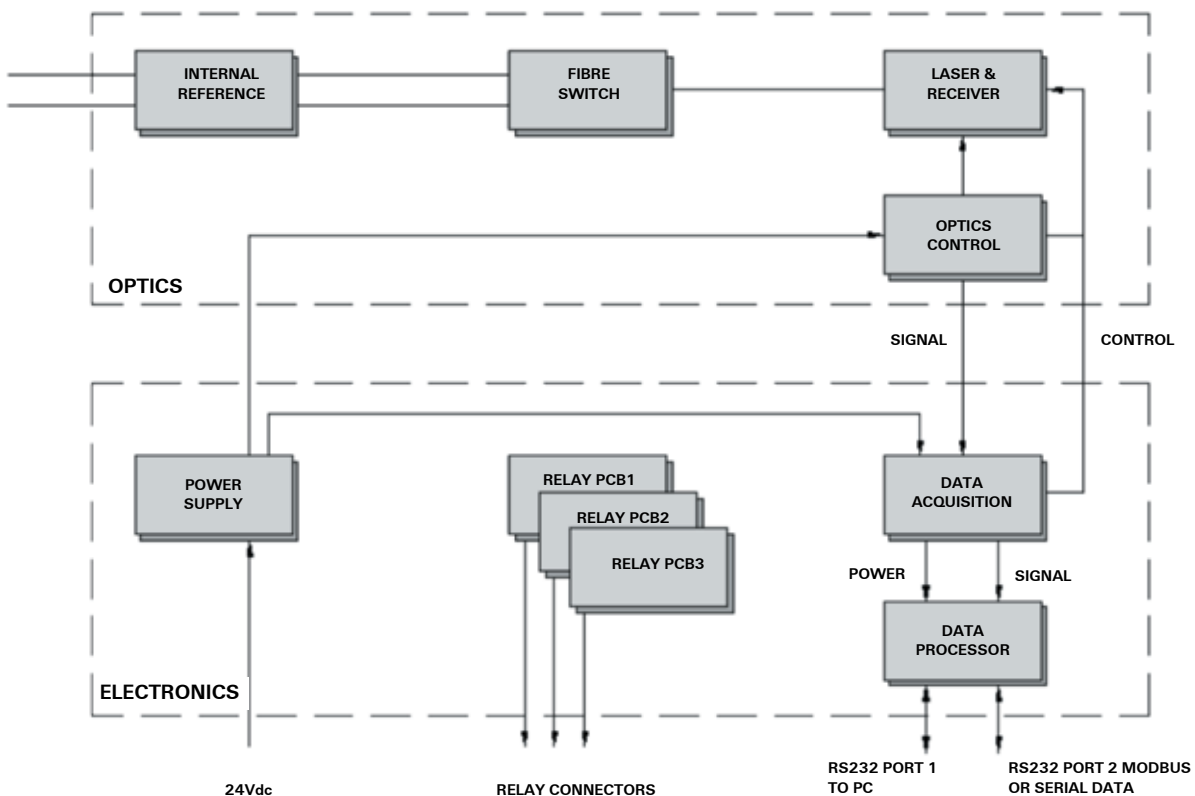 INTERNAL
REFERENCE
FIBRE
SWITCH
LASER &
RECEIVER
OPTICS
CONTROL
OPTICS
SIGNAL
CONTROL
POWER
SUPPLY
RELAY PCB1
RELAY PCB2
RELAY PCB3
DATA
ACQUISITION
POWER
SIGNAL
DATA
PROCESSOR
ELECTRONICS
24Vdc
RELAY CONNECTORS
RS232 PORT 1
TO PC
RS232 PORT 2 MODBUS
OR SERIAL DATA